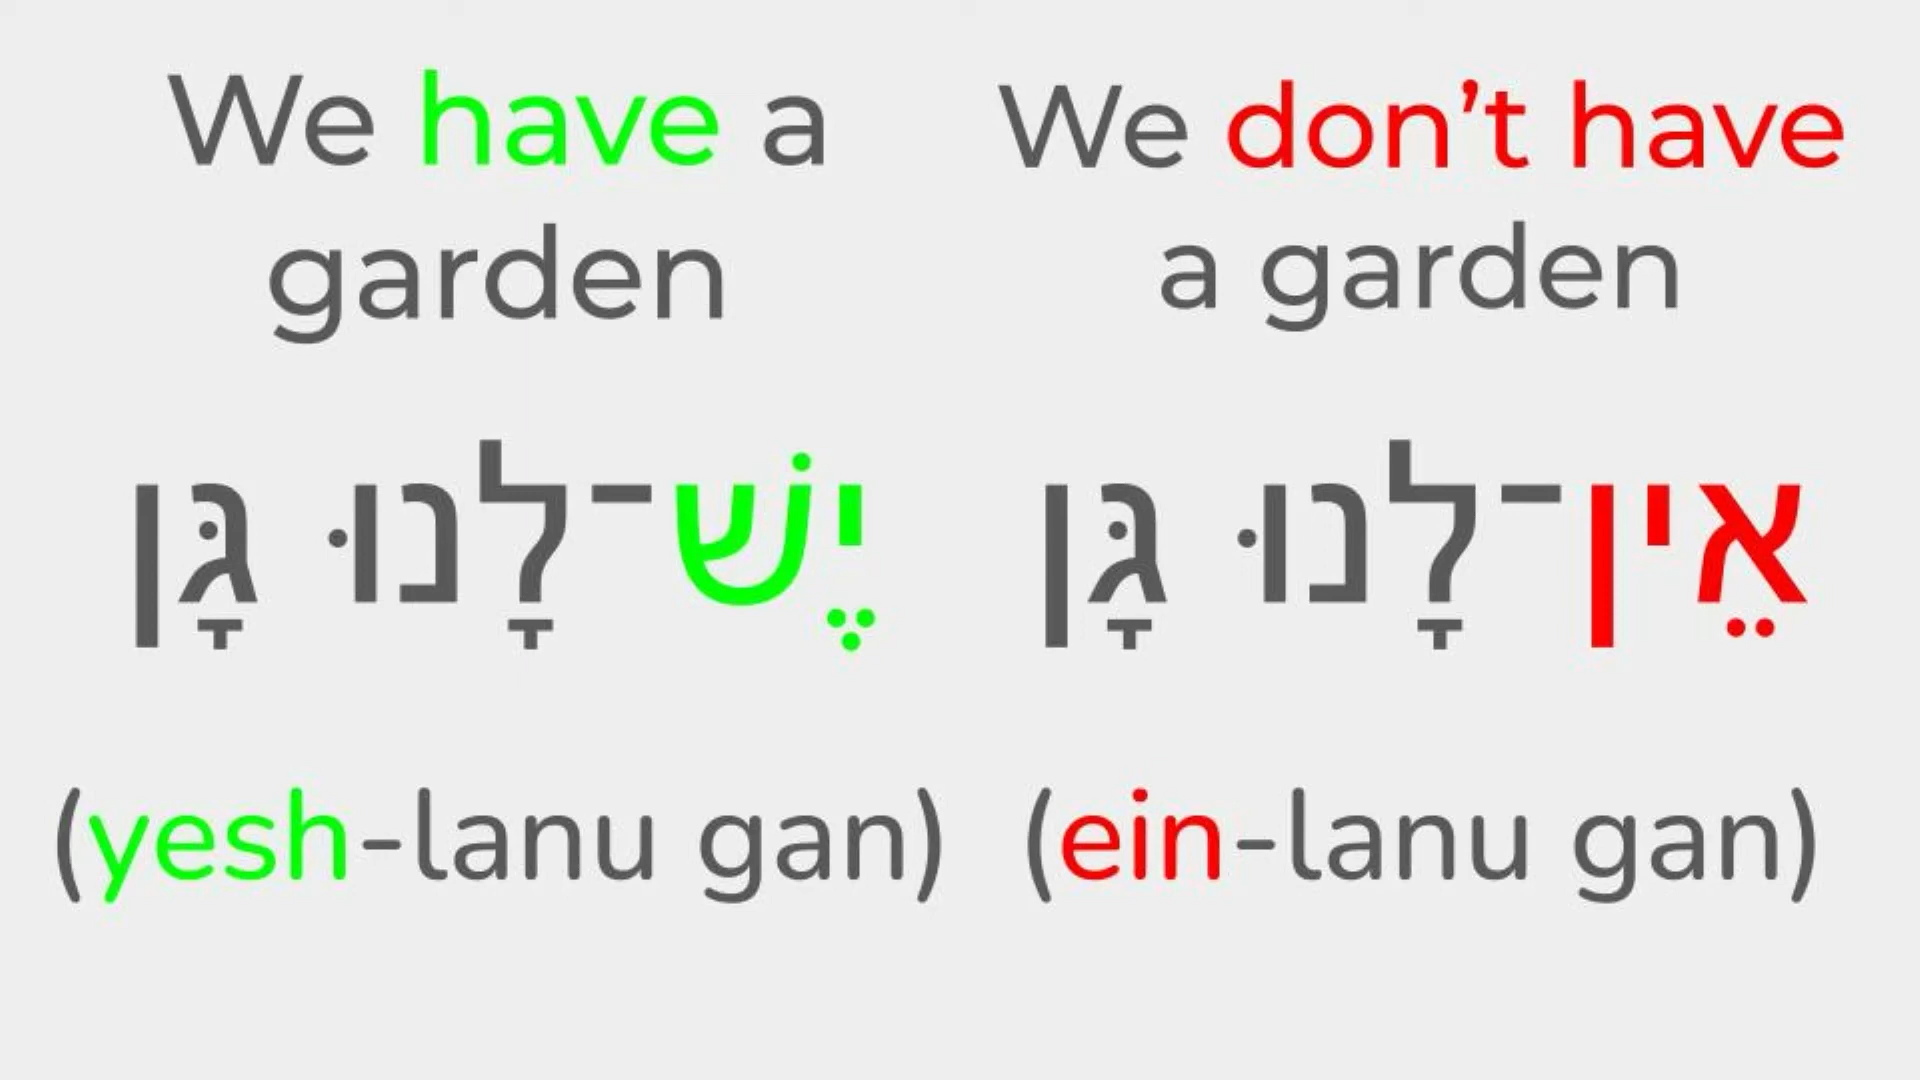 We have a
garden
יֶשׁ־לָנוּ גָּן
(yesh-lanu gan)
We don't have
a garden
אֵין־לָנוּ גָּן
(ein-lanu gan)